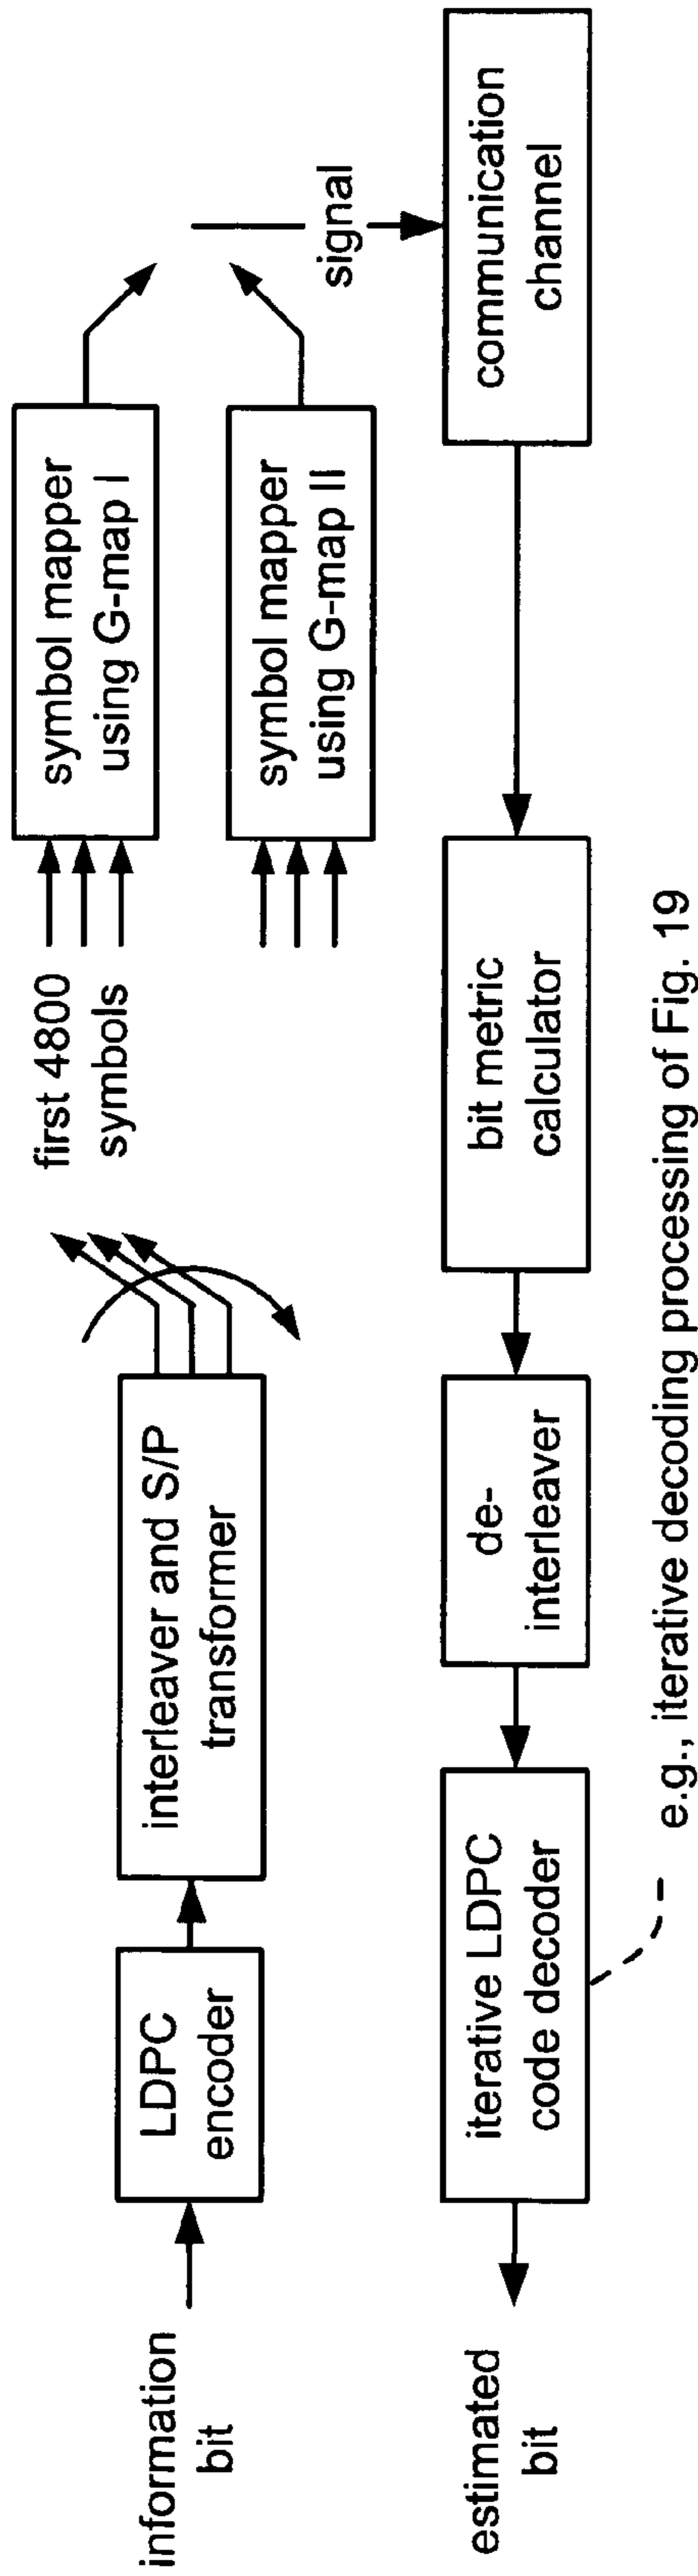 information
bit
LDPC
encoder
interleaver and S/P
transformer
first 4800
symbols
symbol mapper
using G-map I
symbol mapper
using G-map II
signal
communication
channel
bit metric
calculator
de-
interleaver
iterative LDPC
code decoder
estimated
bit
e.g., iterative decoding processing of Fig. 19